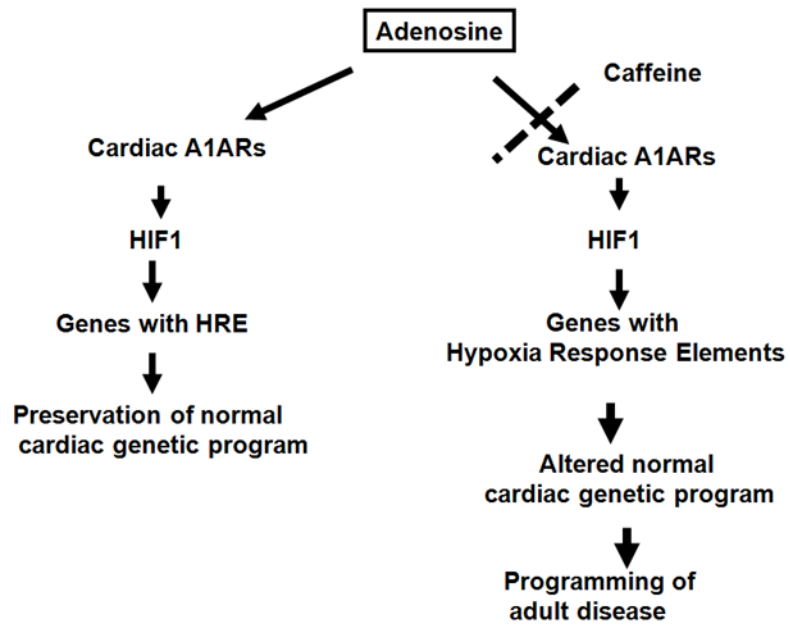 Adenosine
Caffeine
Cardiac A1ARs
HIF1
Genes with HRE
Preservation of normal
cardiac genetic program
Cardiac A1ARs
HIF1
Genes with
Hypoxia Response Elements
Altered normal
cardiac genetic program
Programming of
adult disease